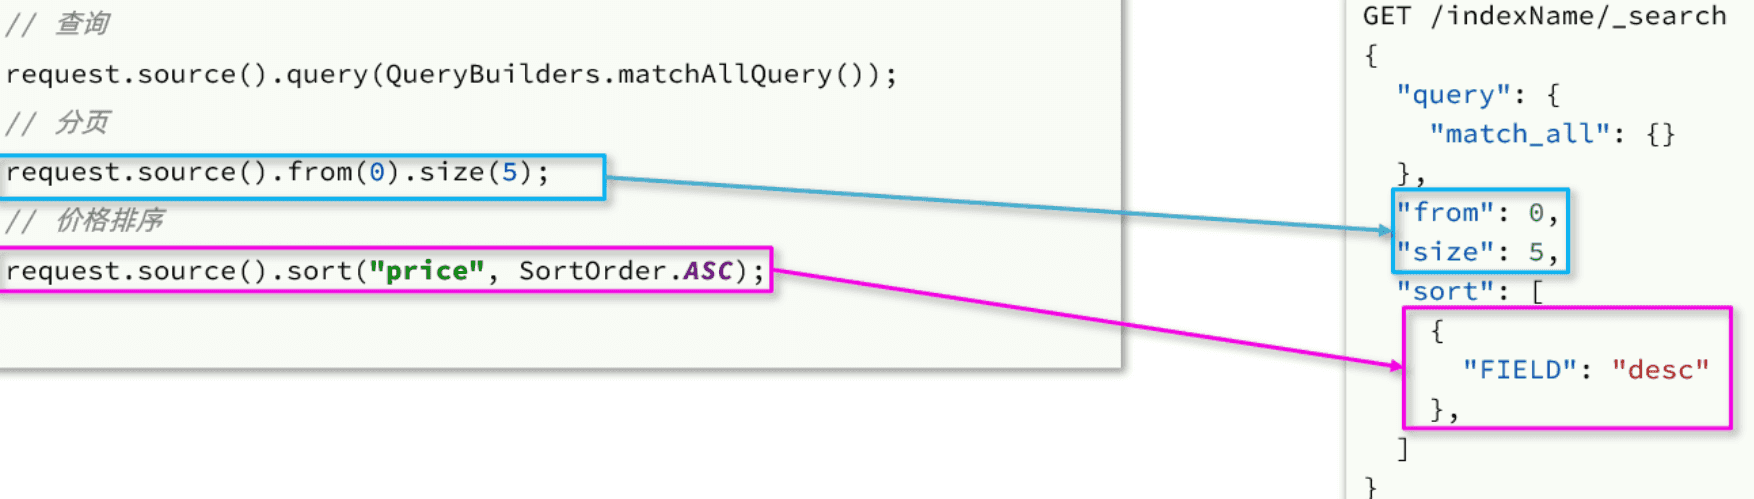 // 查询
request.source().query(QueryBuilders.matchAllQuery());
// 分页
request.source().from(0).size(5);
// 价格排序
request.source().sort("price", SortOrder.ASC);
GET /indexName/_search
{
  "query": {
    "match_all": {}
  },
  "from": 0,
  "size": 5,
  "sort": [
    {
      "FIELD": "desc"
    },
  ]
}